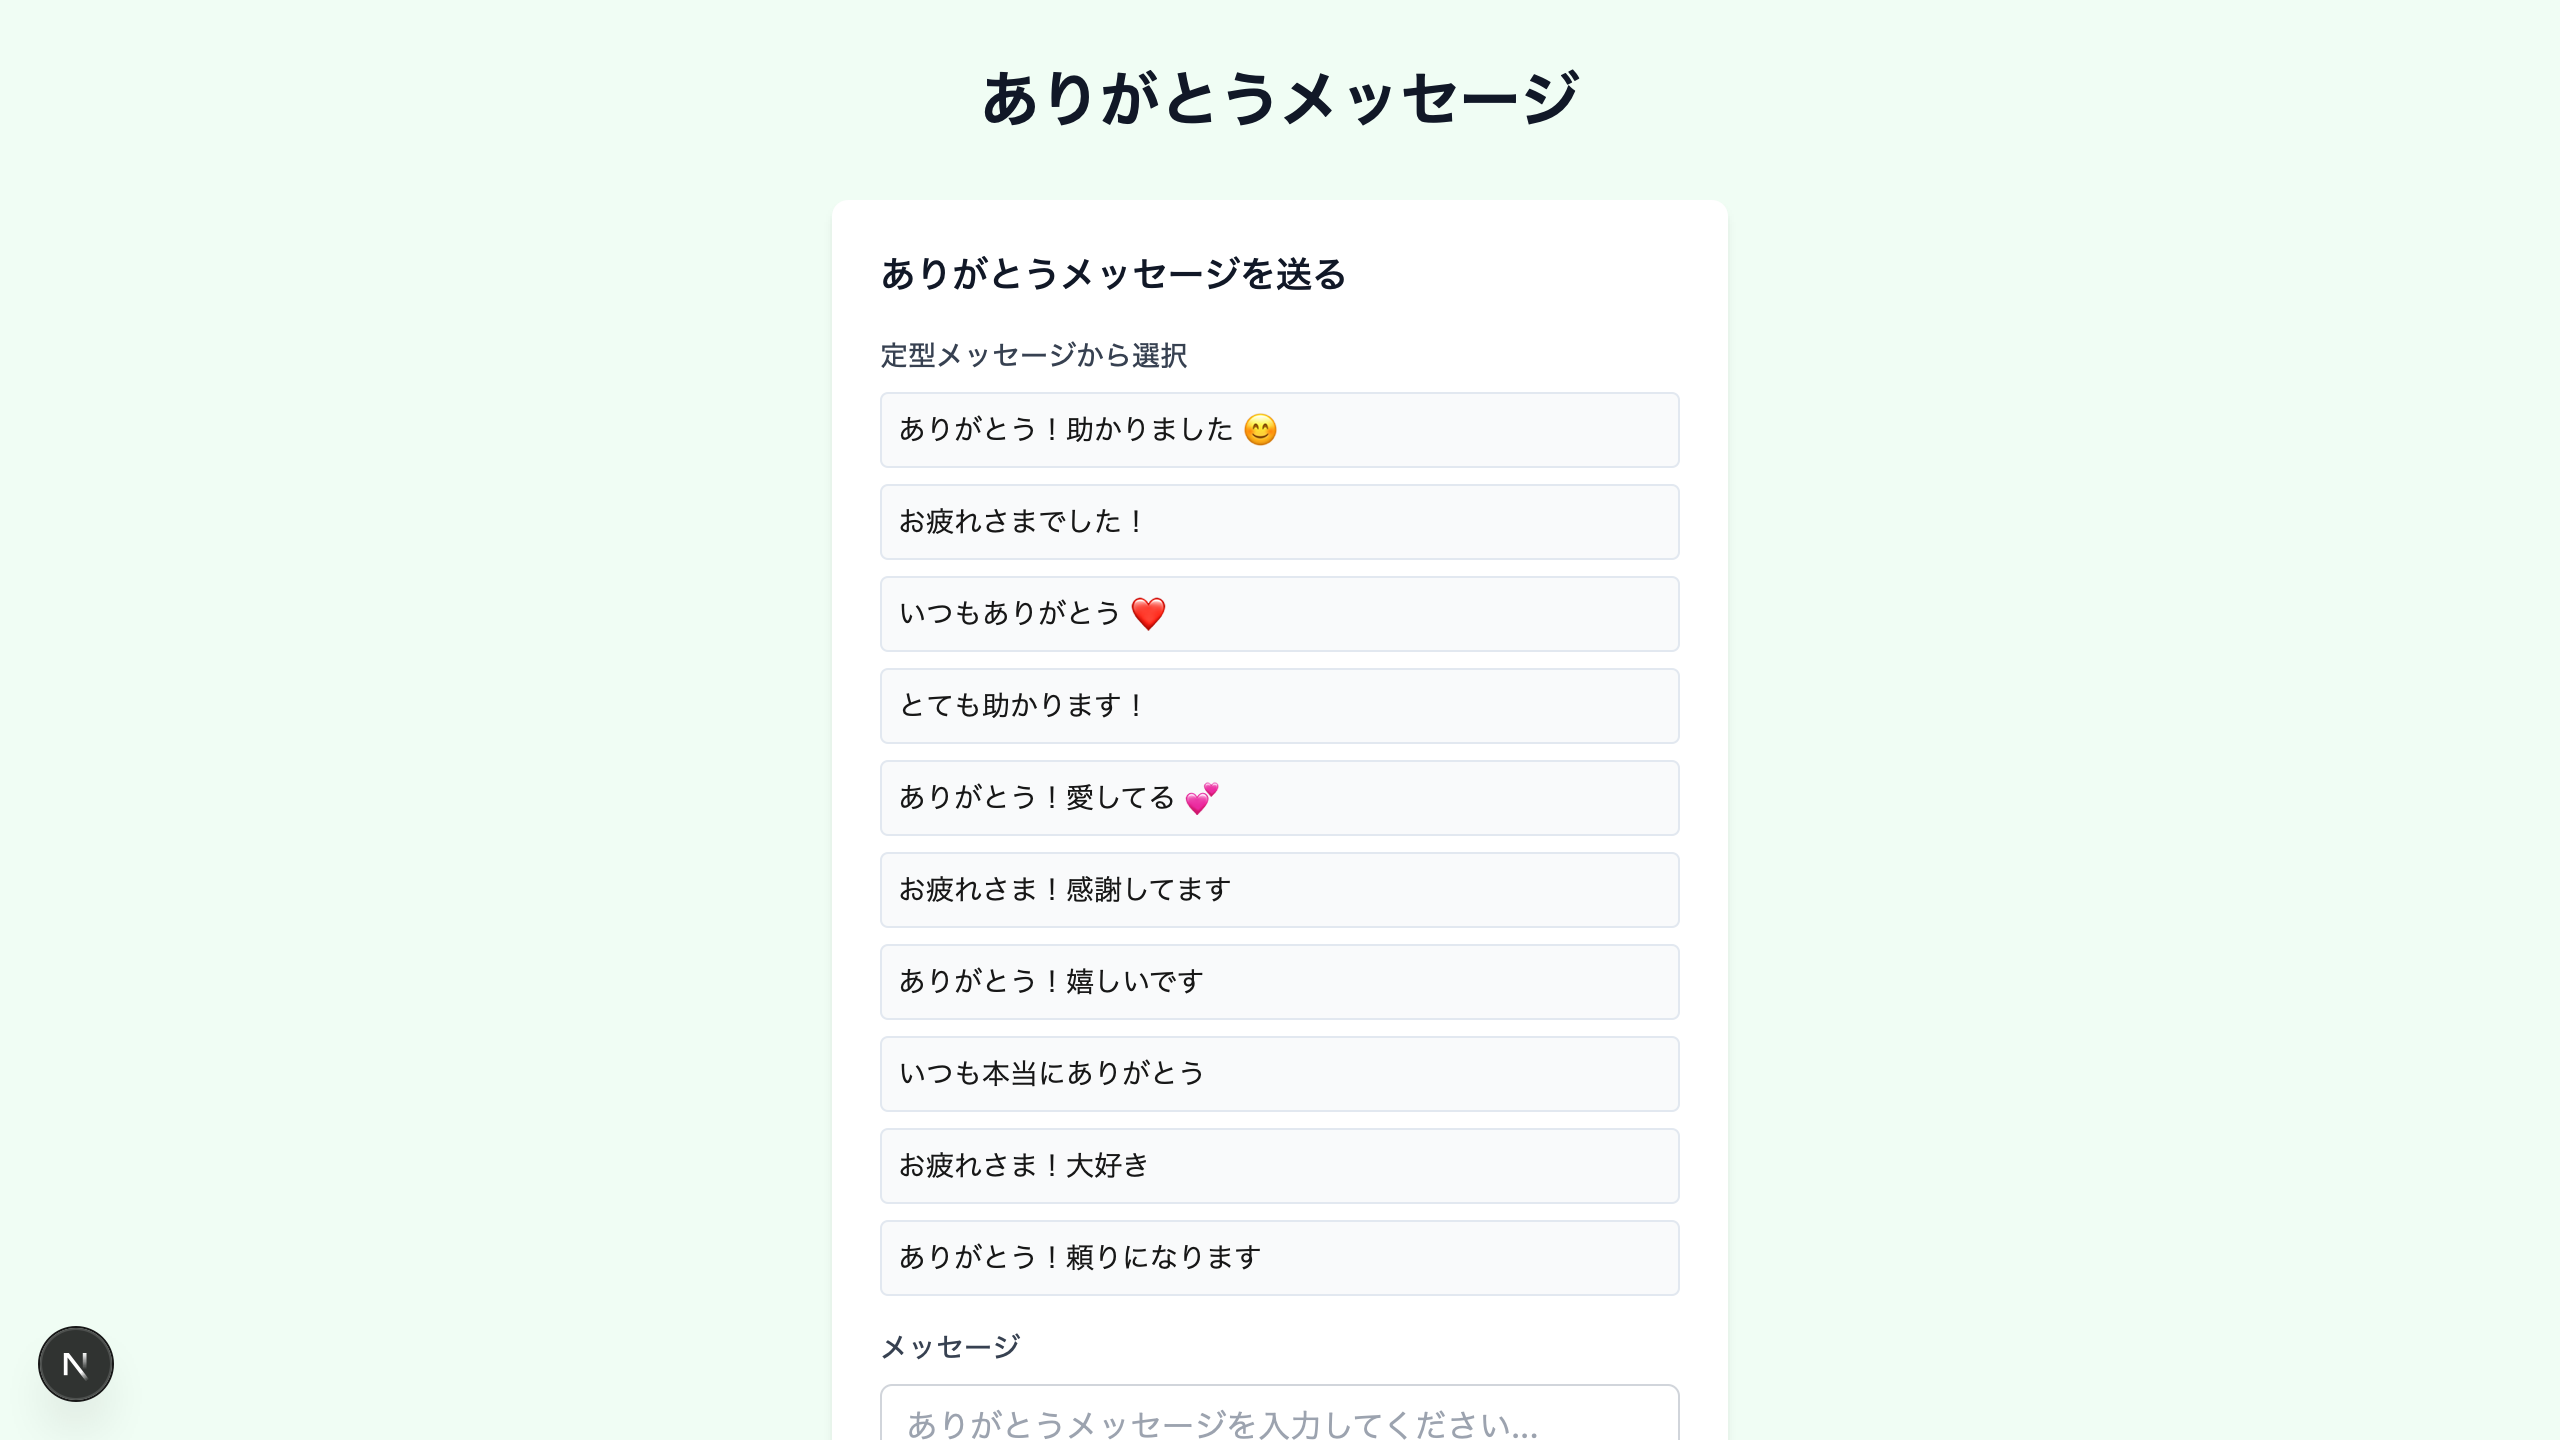 ありがとうメッセージ
ありがとうメッセージを送る
定型メッセージから選択
ありがとう！助かりました 😊
お疲れさまでした！
いつもありがとう ❤️
とても助かります！
ありがとう！愛してる 💕
お疲れさま！感謝してます
ありがとう！嬉しいです
いつも本当にありがとう
お疲れさま！大好き
ありがとう！頼りになります
メッセージ
ありがとうメッセージを入力してください...
N